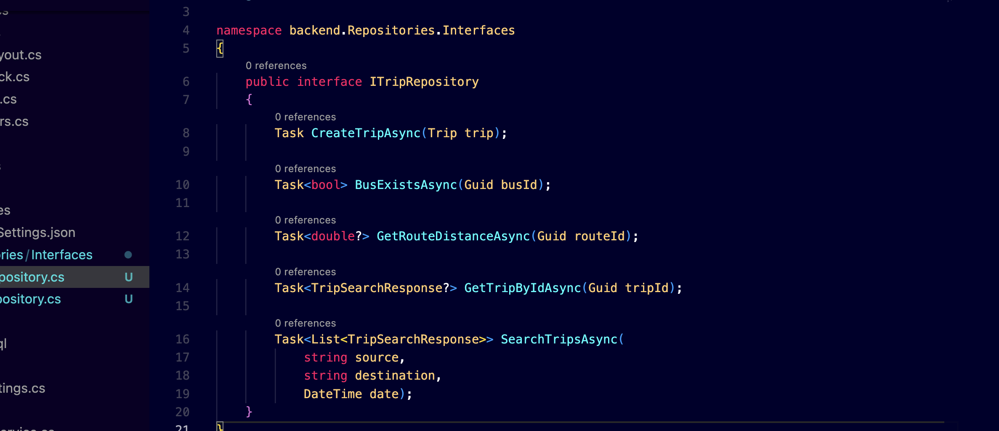 yout.cs
ck.cs
.cs
rs.cs
es
Settings.json
ries/Interfaces
pository.cs U
ository.cs U
ql
tings.cs
3
4 namespace backend.Repositories.Interfaces
5 {
0 references
6 public interface ITripRepository
7 {
0 references
8 Task CreateTripAsync(Trip trip);
9
0 references
10 Task<bool> BusExistsAsync(Guid busId);
11
0 references
12 Task<double?> GetRouteDistanceAsync(Guid routeId);
13
0 references
14 Task<TripSearchResponse?> GetTripByIdAsync(Guid tripId);
15
0 references
16 Task<List<TripSearchResponse>> SearchTripsAsync(
17 string source,
18 string destination,
19 DateTime date);
20 }
21 }